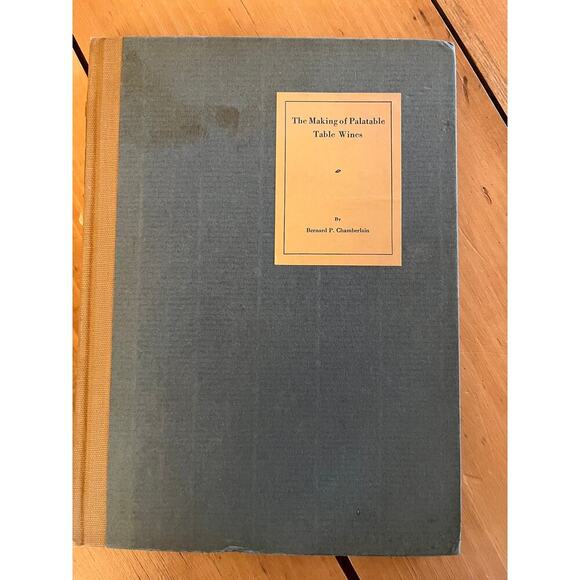 The Making of Palatable
Table Wines
By
Bernard P. Chamberlain